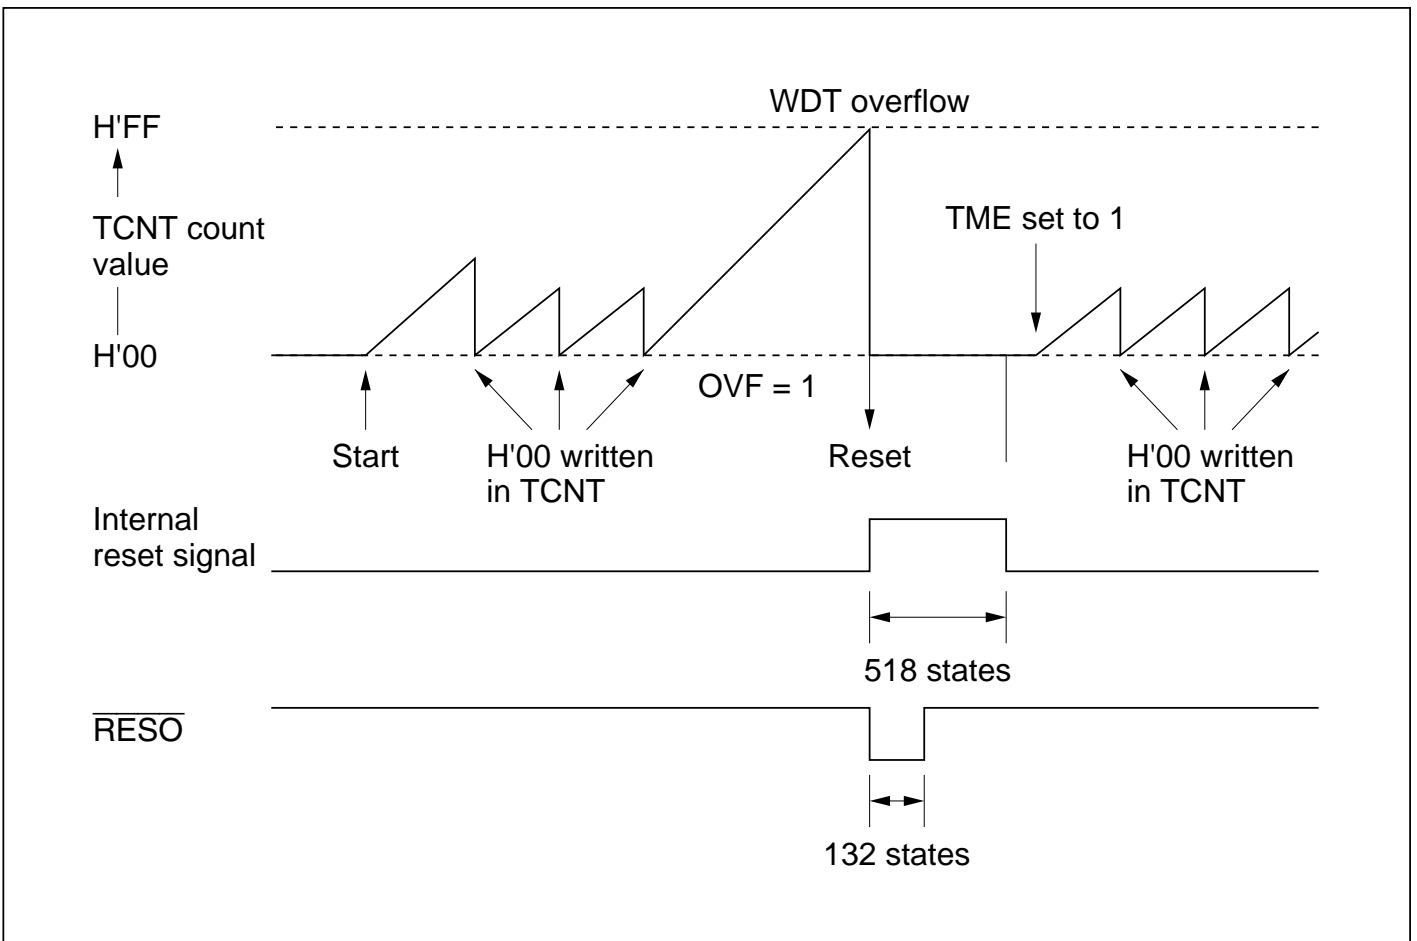 WDT overflow
H'FF
TME set to 1
TCNT count
value
H'00
OVF = 1
Start
H'00 written
in TCNT
Reset
H'00 written
in TCNT
Internal
reset signal
518 states
RESO
132 states